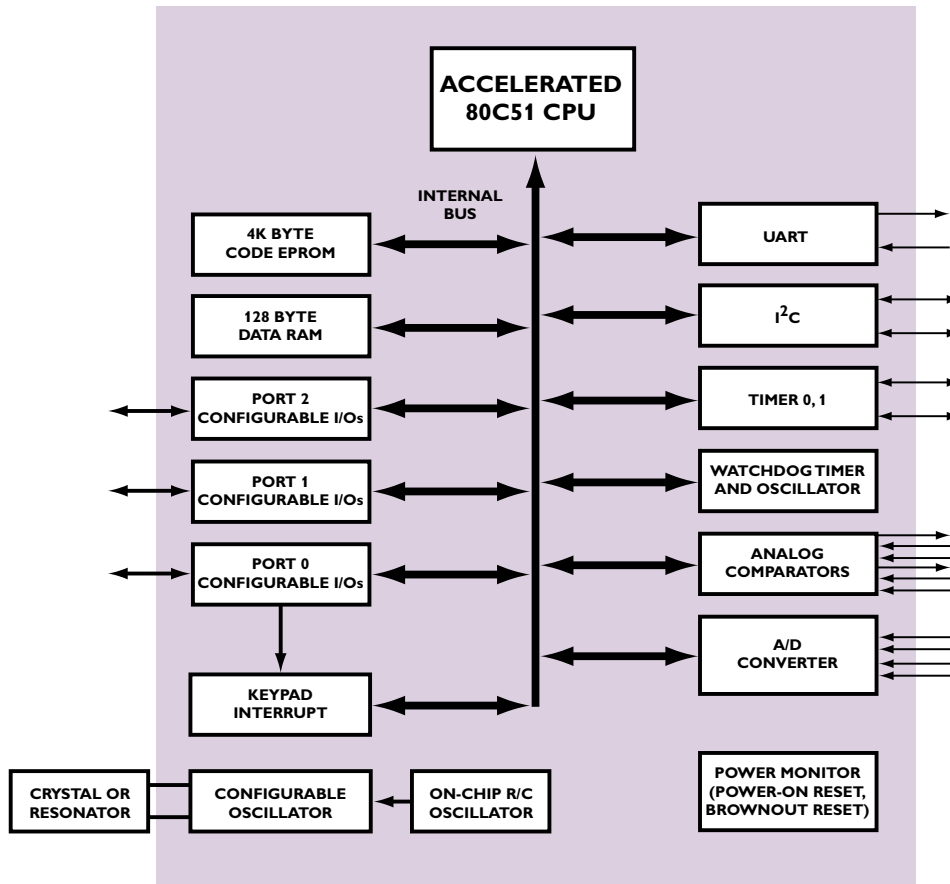 ACCELERATED
80C51 CPU
INTERNAL
BUS
4K BYTE
CODE EPROM
128 BYTE
DATA RAM
PORT 2
CONFIGURABLE I/Os
PORT 1
CONFIGURABLE I/Os
PORT 0
CONFIGURABLE I/Os
KEYPAD
INTERRUPT
CRYSTAL OR
RESONATOR
CONFIGURABLE
OSCILLATOR
ON-CHIP R/C
OSCILLATOR
UART
I²C
TIMER 0, 1
WATCHDOG TIMER
AND OSCILLATOR
ANALOG
COMPARATORS
A/D
CONVERTER
POWER MONITOR
(POWER-ON RESET,
BROWNOUT RESET)